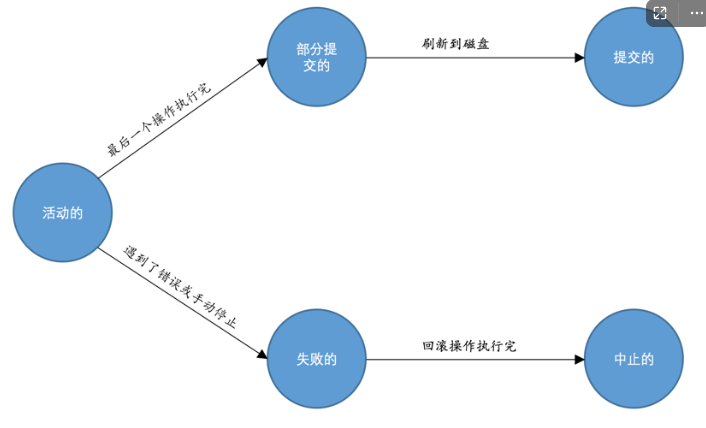 部分提
交的
刷新到磁盘
提交的
最后一个操作执行完
活动的
遇到了错误或手动停止
失败的
回滚操作执行完
中止的